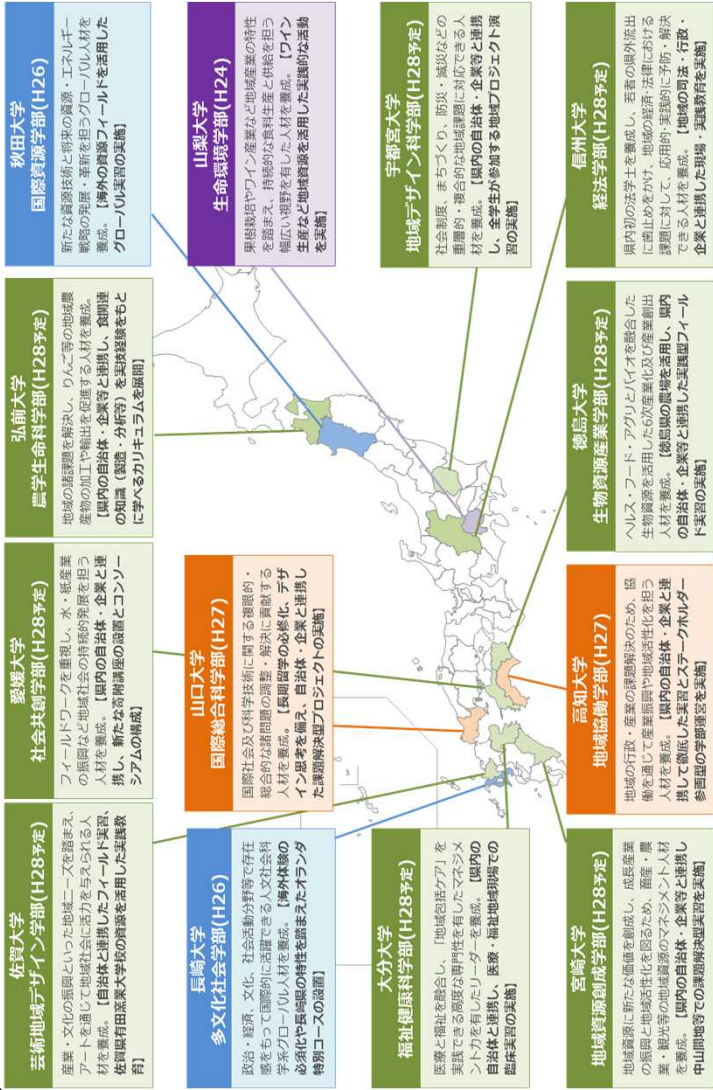 佐賀大学
芸術地域デザイン学部(H28予定)
産業・文化の振興といった地域ニーズを踏まえ、
アートを通じて地域社会に活力を与えられる人
材を養成。【自治体と連携したフィールド実習、
佐賀県有田窯業大学校の資源を活用した実践教
育】
愛媛大学
社会共創学部(H28予定)
フィールドワークを重視し、水・紙産業
の振興など地域社会の持続的発展を担う
人材を養成。【県内の自治体・企業と連
携し、新たな寄附講座の設置とコンソー
シアムの構成】
弘前大学
農学生命科学部(H28予定)
地域の諸課題を解決し、りんご等の地域農
産物の加工や輸出を促進する人材を養成。
【県内の自治体・企業等と連携し、食関連
の知識（製造・分析等）を実技経験をもと
に学べるカリキュラムを展開】
秋田大学
国際資源学部(H26)
新たな資源技術と将来の資源・エネルギー
戦略の発展・革新を担うグローバル人材を
養成。【海外の資源フィールドを活用した
グローバル実習の実施】
長崎大学
多文化社会学部(H26)
政治・経済、文化、社会活動分野等で存在
感をもって国際的に活躍できる人文社会科
学系グローバル人材を養成。【海外体験の
必須化や長崎県の特性を踏まえたオランダ
特別コースの設置】
山口大学
国際総合科学部(H27)
国際社会及び科学技術に関する複眼的・
総合的な諸問題の調整・解決に貢献する
人材を養成。【長期留学の必修化、デザ
イン思考を備え、自治体・企業と連携し
た課題解決型プロジェクトの実施】
山梨大学
生命環境学部(H24)
果樹栽培やワイン産業など地域産業の特性
を踏まえ、持続的な食料生産と供給を担う
幅広い視野を有した人材を養成。【ワイン
生産など地域資源を活用した実践的な活動
を実施】
大分大学
福祉健康科学部(H28予定)
医療と福祉を融合し、「地域包括ケア」を
実践できる高度な専門性を有したマネジメ
ント力を有したリーダーを養成。【県内の
自治体と連携し、医療・福祉地域現場での
臨床実習の実施】
宇都宮大学
地域デザイン科学部(H28予定)
社会制度、まちづくり、防災・減災などの
重層的・複合的な地域課題に対応できる人
材を養成。【県内の自治体・企業等と連携
し、全学生が参加する地域プロジェクト演
習の実施】
宮崎大学
地域資源創成学部(H28予定)
地域資源に新たな価値を創成し、成長産業
の振興と地域活性化を図るため、畜産・農
業・観光等の地域資源のマネジメント人材
を養成。【県内の自治体・企業等と連携し
中山間地等での課題解決型実習を実施】
高知大学
地域協働学部(H27)
地域の行政・産業の課題解決のため、協
働を通じて産業振興や地域活性化を担う
人材を養成。【県内の自治体・企業と連
携して徹底した実習とステークホルダー
参画型の学部運営を実施】
徳島大学
生物資源産業学部(H28予定)
ヘルス・フード・アグリとバイオを融合した
生物資源を活用した6次産業化及び産業創出
人材を養成。【徳島県の農場を活用し、県内
の自治体・企業等と連携した実践型フィール
ド実習の実施】
信州大学
経法学部(H28予定)
県内初の法学士を養成し、若者の県外流出
に歯止めをかけ、地域の経済・法律における
課題に対して、応用的・実践的に予防・解決
できる人材を養成。【地域の司法・行政・
企業と連携した現場・実践教育を実施】